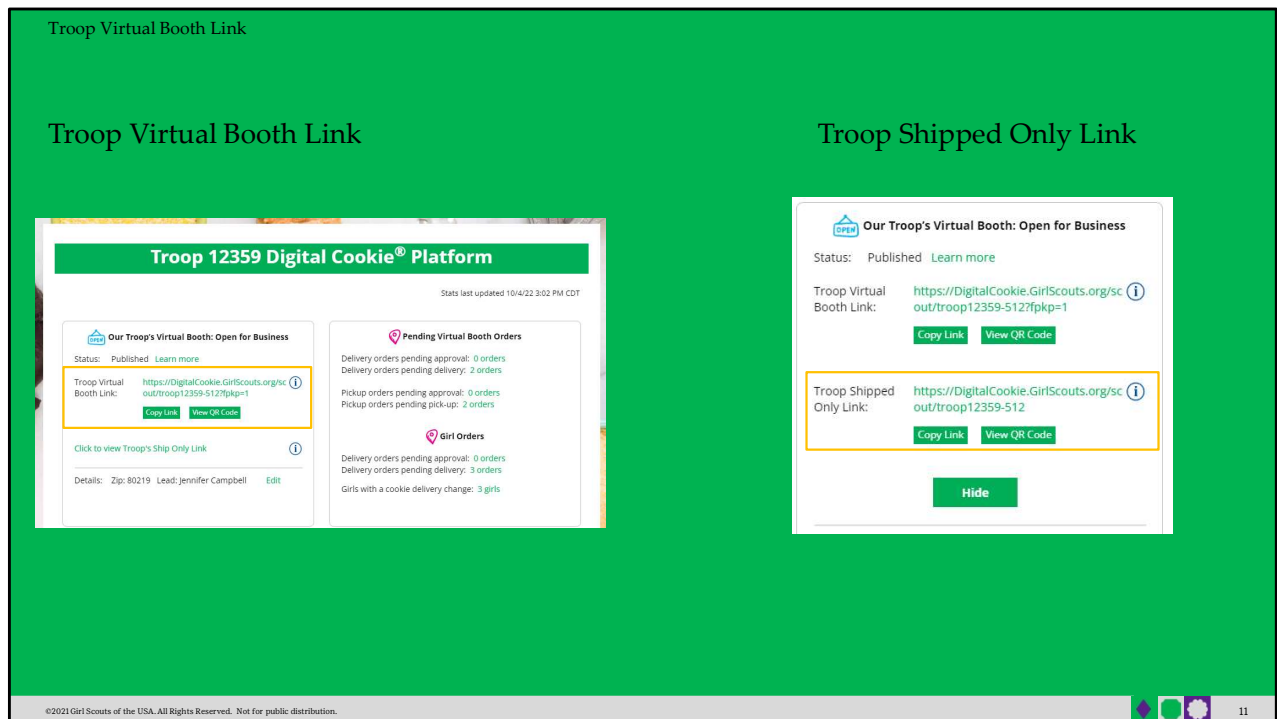 Troop Virtual Booth Link
Troop Virtual Booth Link
Troop Shipped Only Link
Troop 12359 Digital Cookie® Platform
Stats last updated 10/4/22 3:02 PM CDT
OPEN
Our Troop's Virtual Booth: Open for Business
Status: Published Learn more
Troop Virtual Booth Link:
https://DigitalCookie.GirlScouts.org/sc
out/troop12359-512?fpkp=1
Copy Link View QR Code
Click to view Troop's Ship Only Link
Details: Zip: 80219 Lead: Jennifer Campbell Edit
Pending Virtual Booth Orders
Delivery orders pending approval: 0 orders
Delivery orders pending delivery: 2 orders
Pickup orders pending approval: 0 orders
Pickup orders pending pick-up: 2 orders
Girl Orders
Delivery orders pending approval: 0 orders
Delivery orders pending delivery: 3 orders
Girls with a cookie delivery change: 3 girls
OPEN
Our Troop's Virtual Booth: Open for Business
Status: Published Learn more
Troop Virtual
Booth Link:
https://DigitalCookie.GirlScouts.org/sc
out/troop12359-512?fpkp=1
Copy Link View QR Code
Troop Shipped
Only Link:
https://DigitalCookie.GirlScouts.org/sc
out/troop12359-512
Copy Link View QR Code
Hide
©2021 Girl Scouts of the USA. All Rights Reserved. Not for public distribution.
11